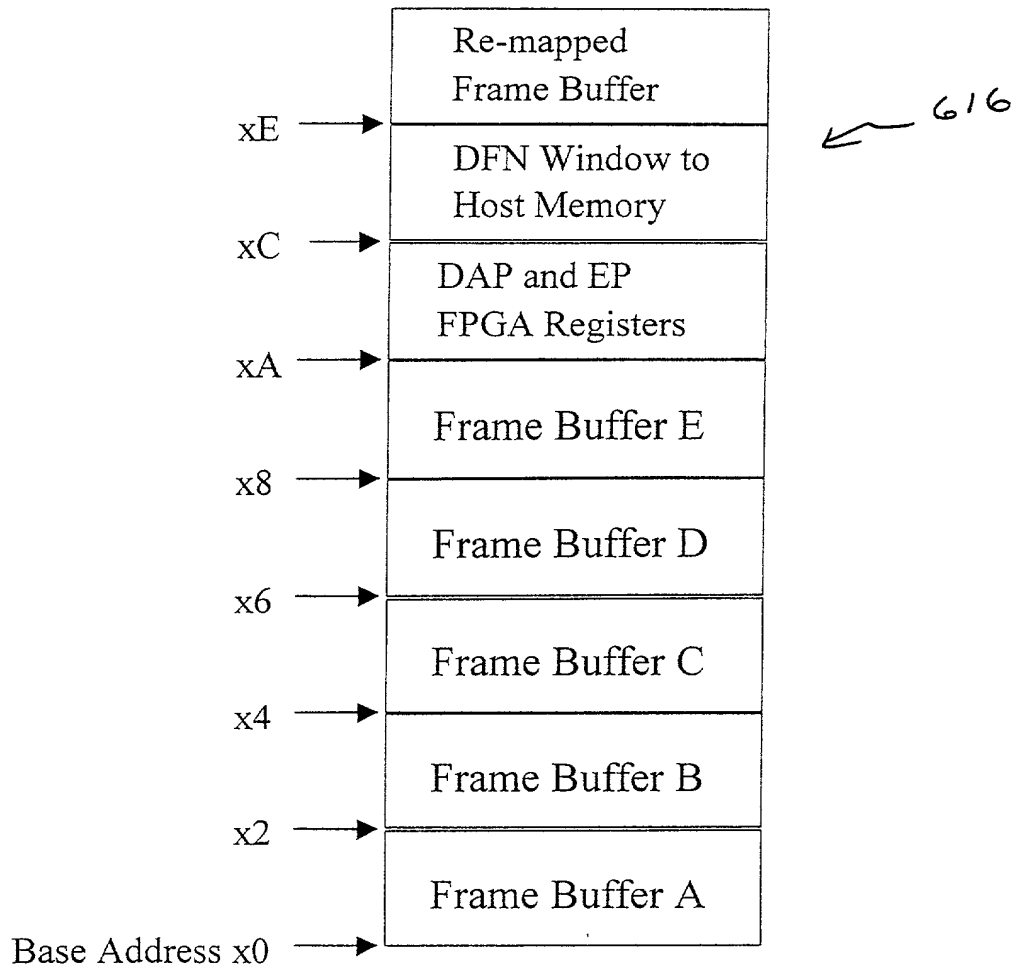 Re-mapped
Frame Buffer
616
xE
DFN Window to
Host Memory
xC
DAP and EP
FPGA Registers
xA
Frame Buffer E
x8
Frame Buffer D
x6
Frame Buffer C
x4
Frame Buffer B
x2
Frame Buffer A
Base Address x0